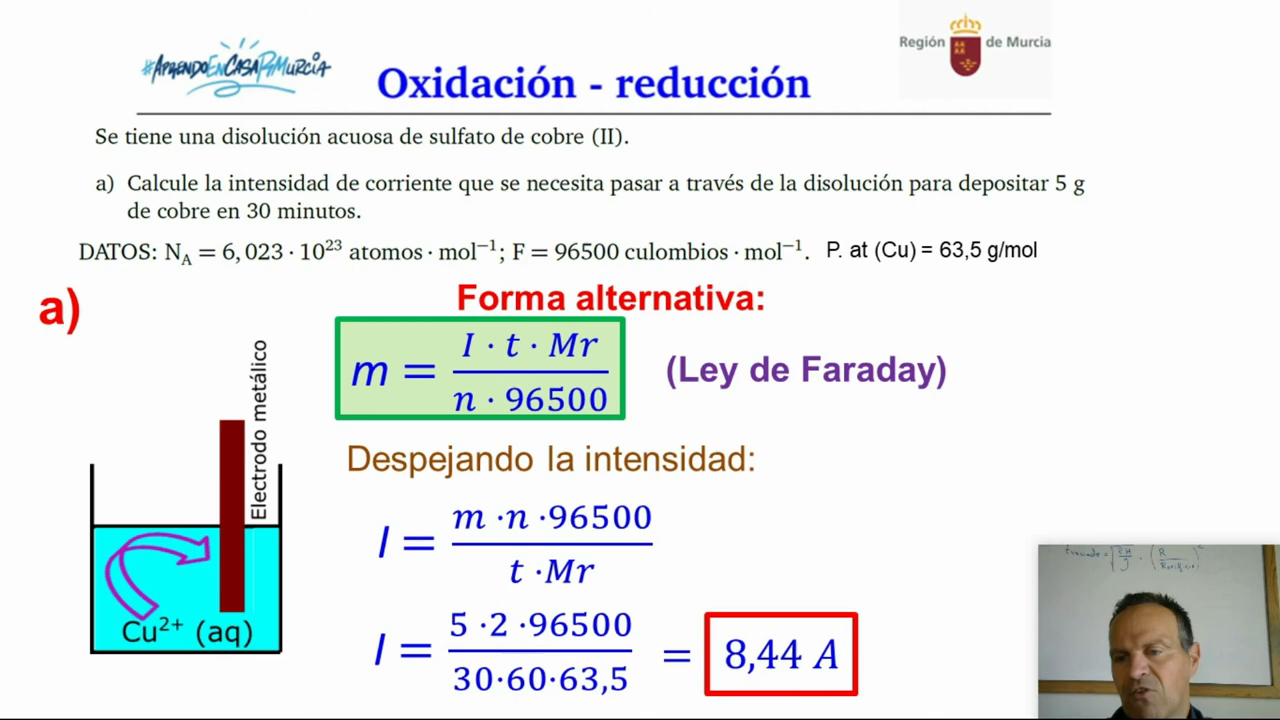 #AprendoEnCasaRMurcia
Región de Murcia
Oxidación - reducción
Se tiene una disolución acuosa de sulfato de cobre (II).
a) Calcule la intensidad de corriente que se necesita pasar a través de la disolución para depositar 5 g
de cobre en 30 minutos.
DATOS: N_A = 6,023 · 10²³ atomos · mol⁻¹; F = 96500 culombios · mol⁻¹. P. at (Cu) = 63,5 g/mol
a)
Forma alternativa:
m = (I · t · Mr) / (n · 96500)
(Ley de Faraday)
Despejando la intensidad:
I = (m · n · 96500) / (t · Mr)
I = (5 · 2 · 96500) / (30·60·63,5) = 8,44 A
Electrodo metálico
Cu²⁺ (aq)